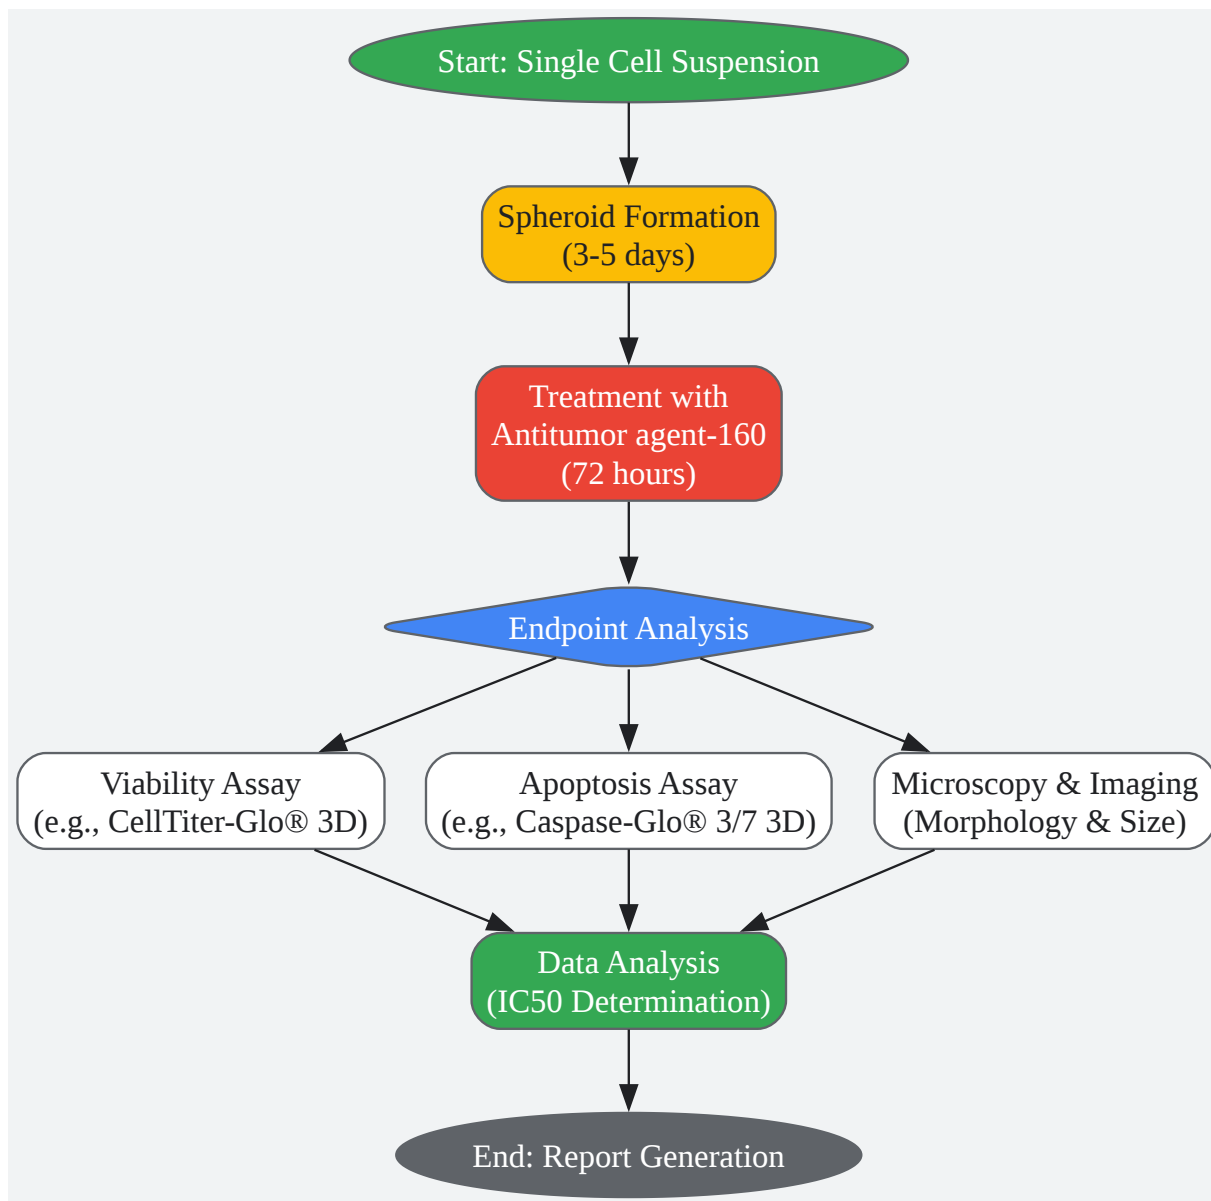 Start: Single Cell Suspension
Spheroid Formation
(3-5 days)
Treatment with
Antitumor agent-160
(72 hours)
Endpoint Analysis
Viability Assay
(e.g., CellTiter-Glo® 3D)
Apoptosis Assay
(e.g., Caspase-Glo® 3/7 3D)
Microscopy & Imaging
(Morphology & Size)
Data Analysis
(IC50 Determination)
End: Report Generation